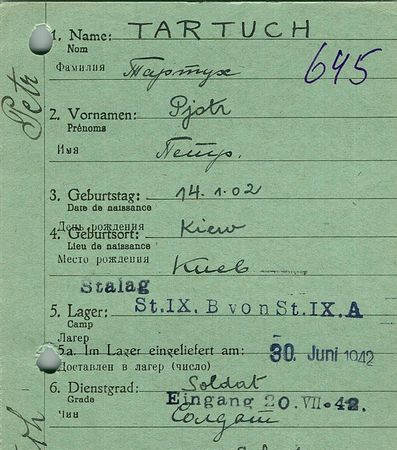 1. Name: TARTUCH
Nom
Фамилия Тартух
645
Petr
2. Vornamen: Pjotr
Prénoms
Имя Петр.
3. Geburtstag: 14.1.02
Date de naissance
День рождения
4. Geburtsort: Kiew
Lieu de naissance
Место рождения Киев
Stalag
5. Lager: St.IX.B von St.IX.A
Camp
Лагерь
5a. Im Lager eingeliefert am: 30. Juni 1942
Доставлен в лагерь (число)
6. Dienstgrad: Soldat
Grade Eingang 20.VII.42.
Чин Солдат